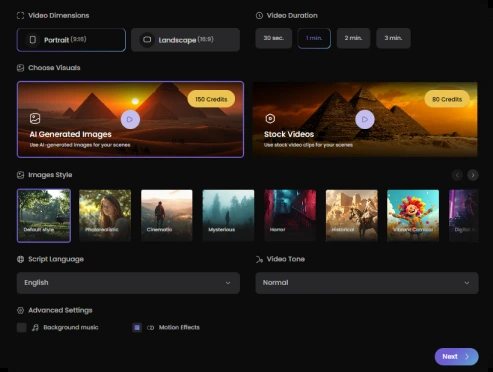 Video Dimensions
Video Duration
Portrait (9:16)
Landscape (16:9)
30 sec.
1 min.
2 min.
3 min.
Choose Visuals
150 Credits
80 Credits
AI Generated Images
Use AI-generated images for your scenes
Stock Videos
Use stock video clips for your scenes
Images Style
Default style
Photorealistic
Cinematic
Mysterious
Horror
Historical
Vibrant
Script Language
Video Tone
English
Normal
Advanced Settings
Background music
Motion Effects
Next